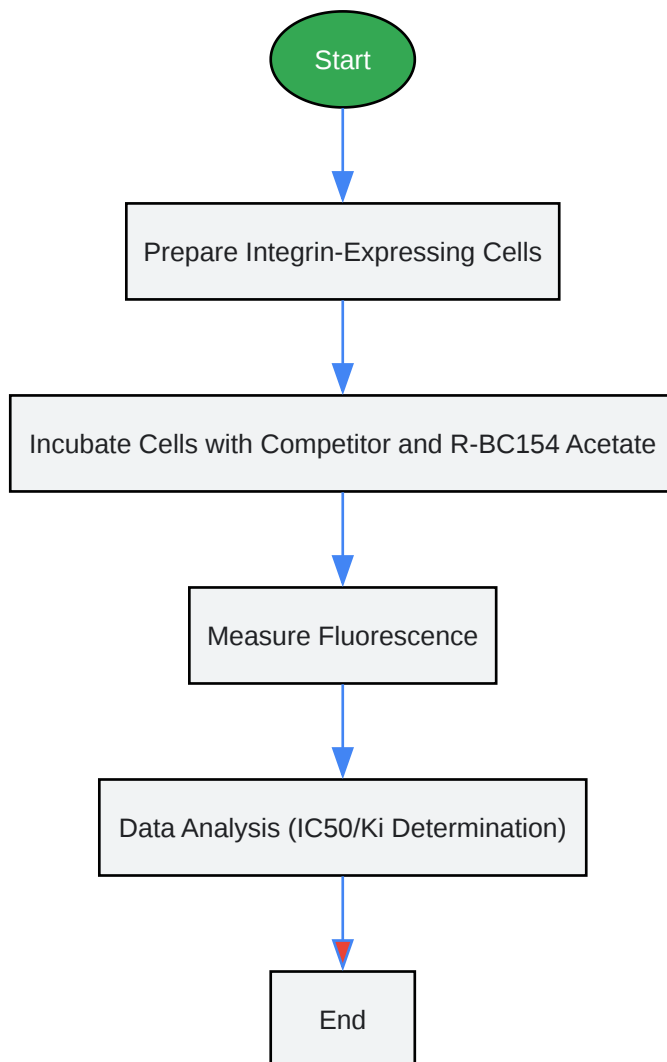 Start
Prepare Integrin-Expressing Cells
Incubate Cells with Competitor and R-BC154 Acetate
Measure Fluorescence
Data Analysis (IC50/Ki Determination)
End